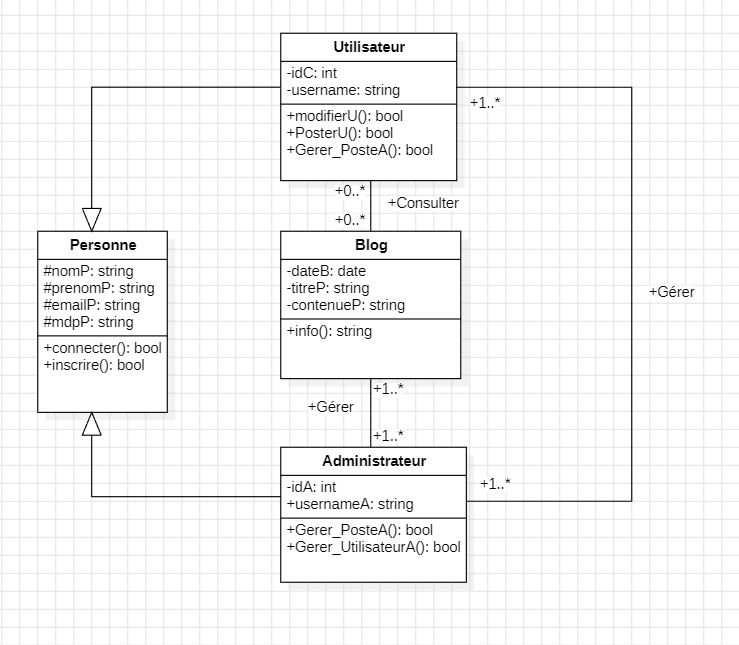 Utilisateur
-idC: int
-username: string
+modifierU(): bool
+PosterU(): bool
+Gerer_PosteA(): bool
+1..*
+0..*
+Consulter
+0..*
Personne
#nomP: string
#prenomP: string
#emailP: string
#mdpP: string
+connecter(): bool
+inscrire(): bool
Blog
-dateB: date
-titreP: string
-contenueP: string
+info(): string
+Gérer
+1..*
+Gérer
+1..*
Administrateur
-idA: int
+usernameA: string
+Gerer_PosteA(): bool
+Gerer_UtilisateurA(): bool
+1..*